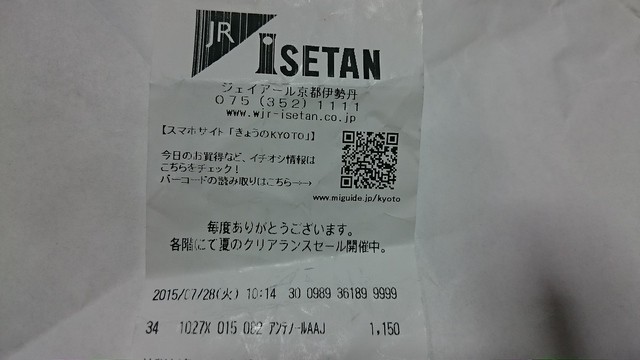 JR ISETAN
ジェイアール京都伊勢丹
075(352)1111
www.wjr-isetan.co.jp
【スマホサイト「きょうのKYOTO」】
今日のお買得など、イチオシ情報は
こちらをチェック!
バーコードの読み取りはこちら→→
www.miguide.jp/kyoto
毎度ありがとうございます。
各階にて夏のクリアランスセール開催中。
2015/07/28(火) 10:14 30 0989 36189 9999
34 1027X 015 082 アンテノールAAJ 1,150